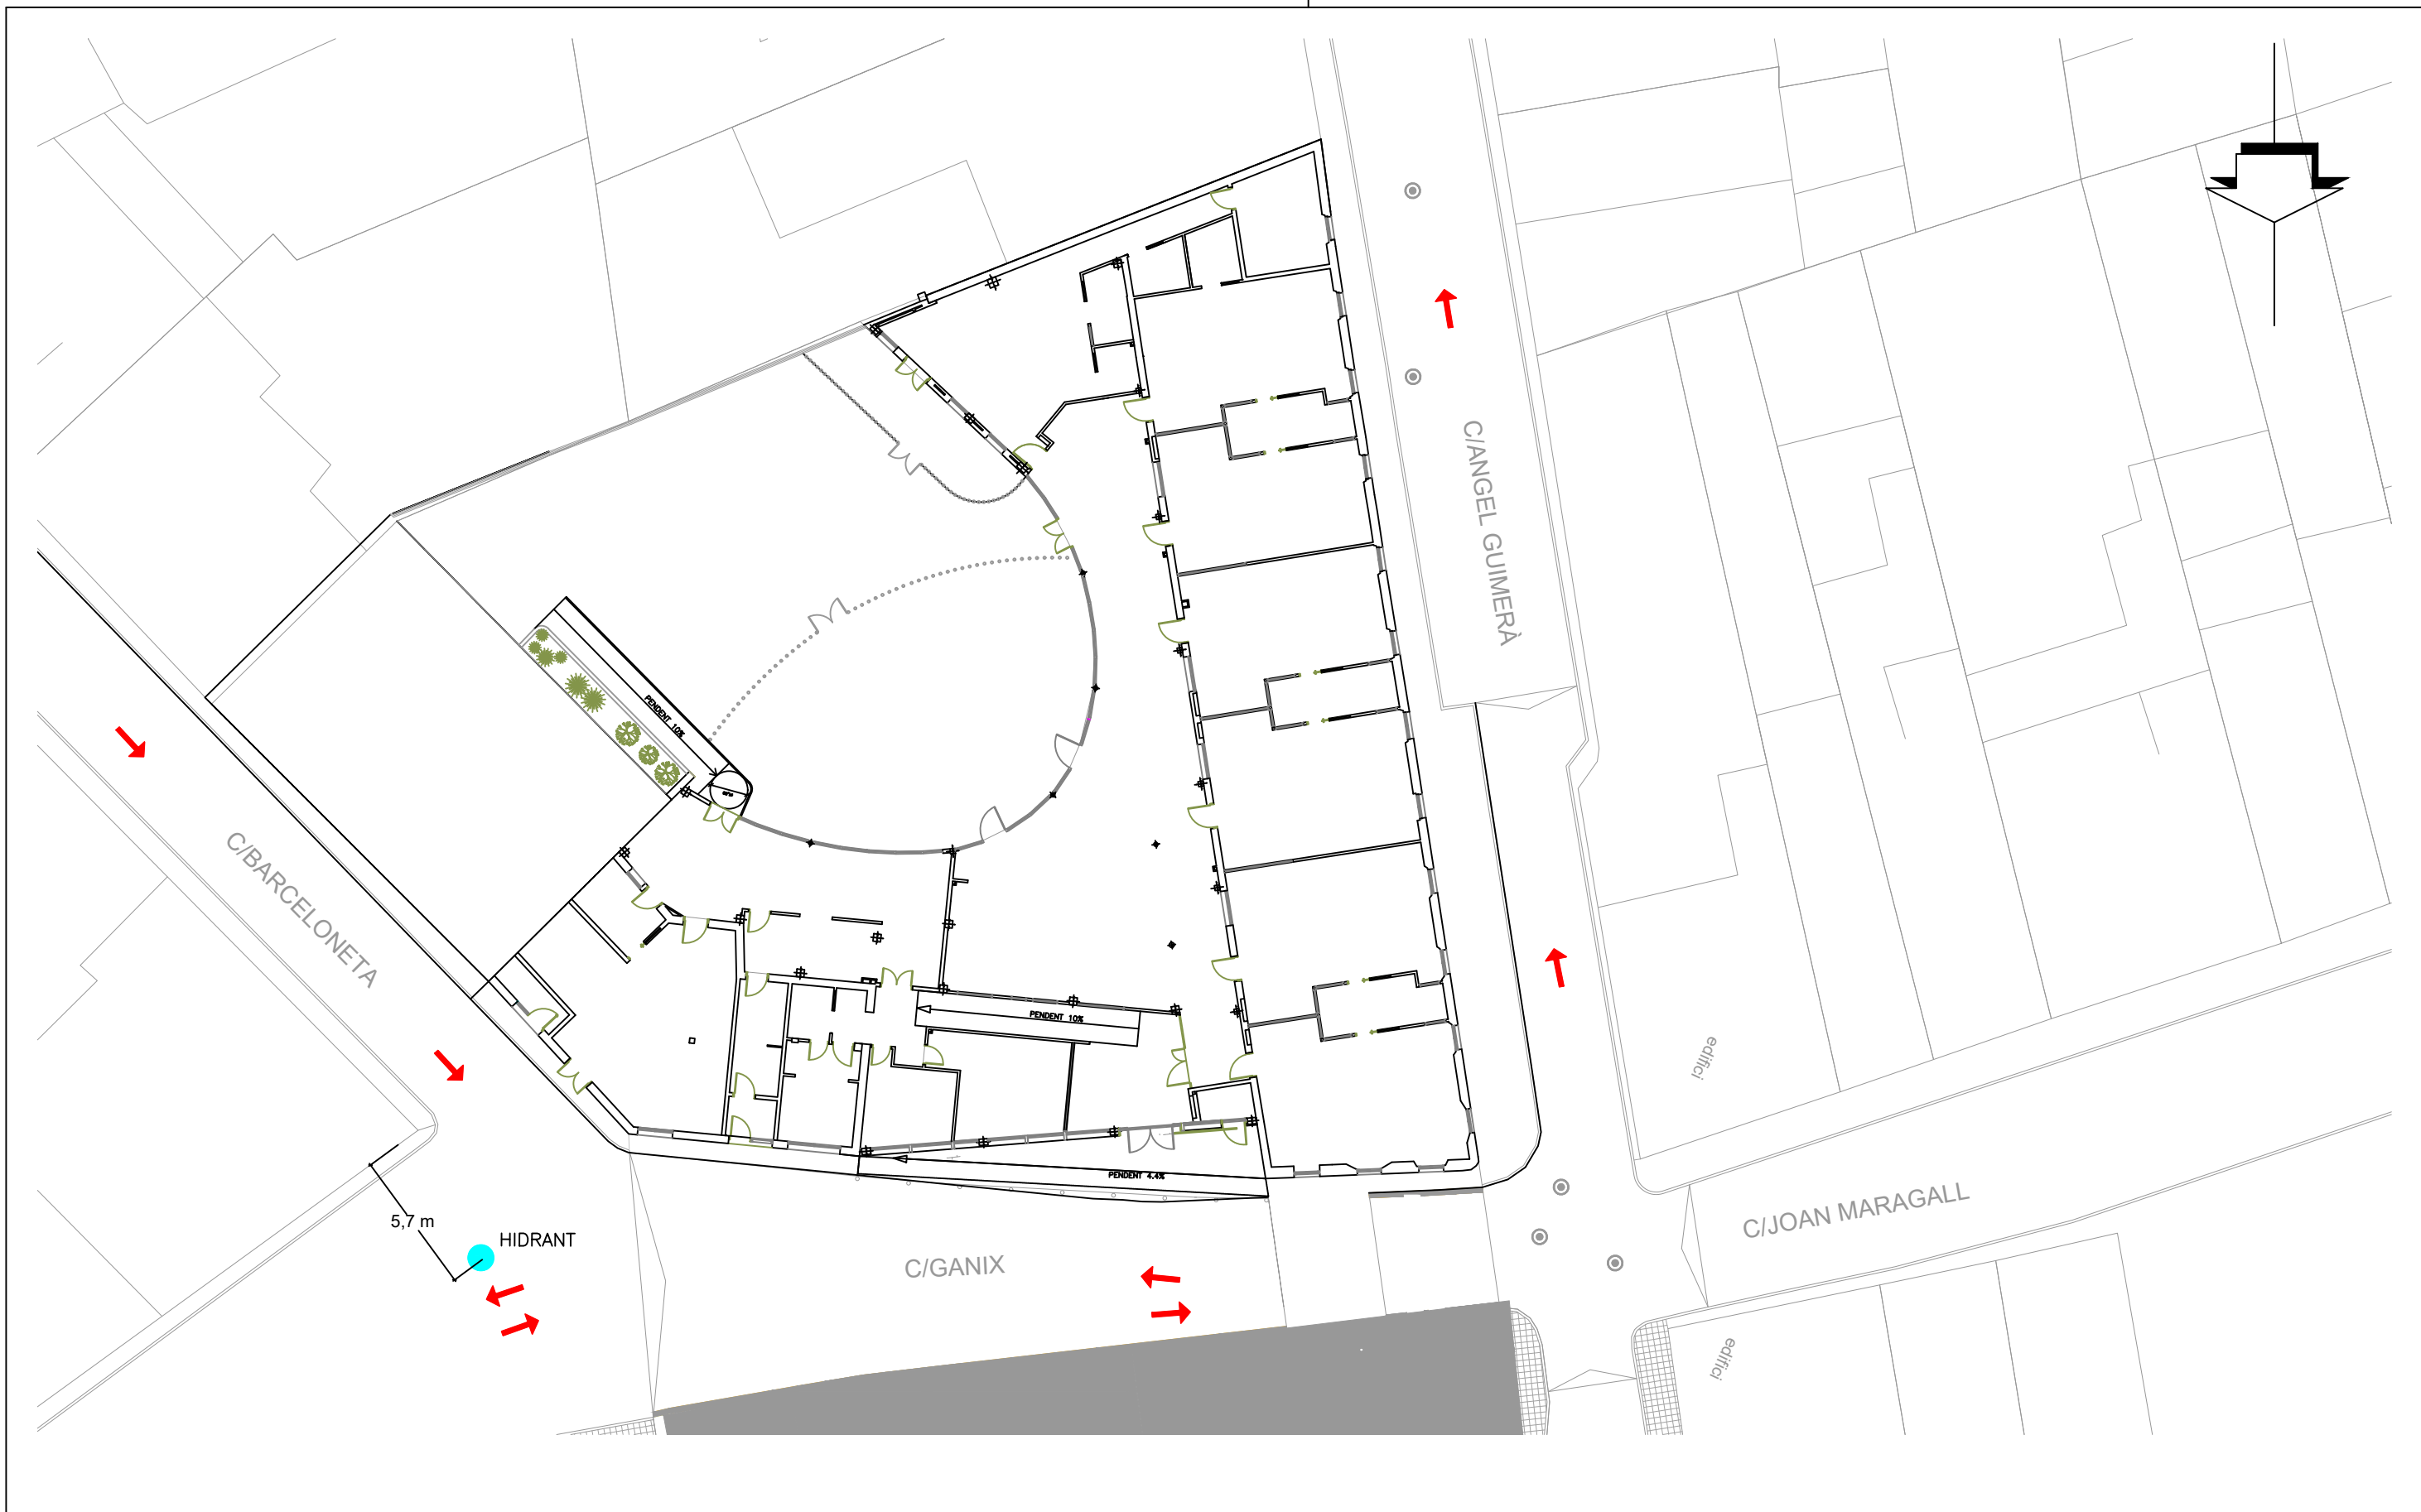 C/ANGEL GUIMERÀ
PENDENT 10%
C/BARCELONETA
PENDENT 10%
edifici
PENDENT 4.4%
C/JOAN MARAGALL
5,7 m
HIDRANT
C/GANIX
edifici